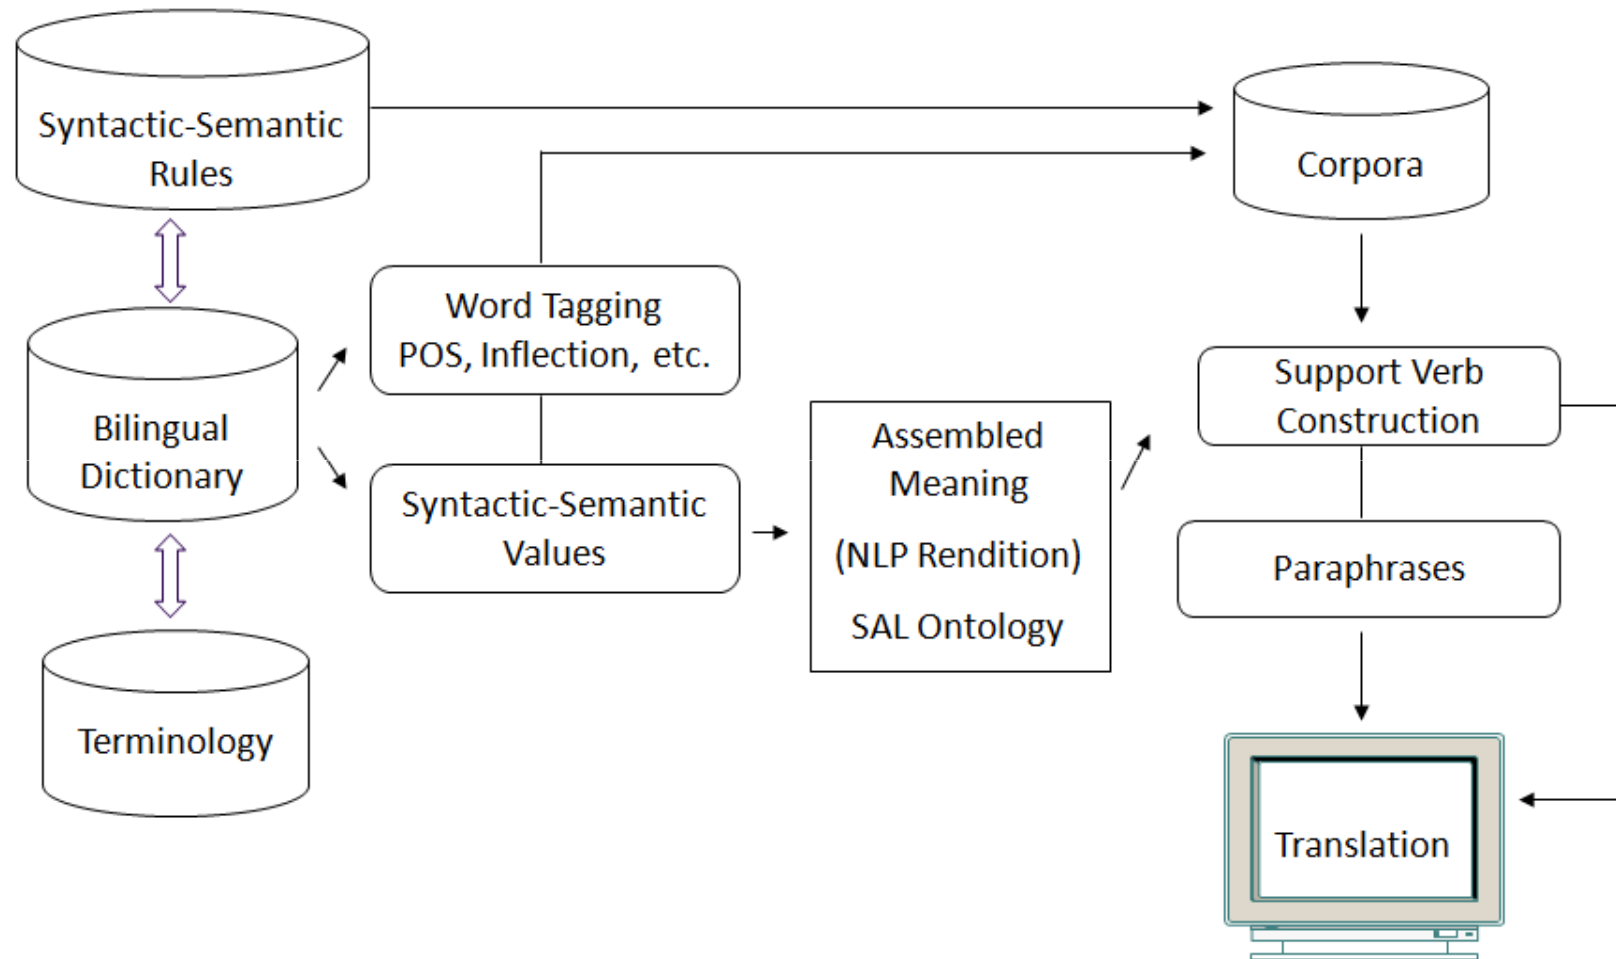 Syntactic-Semantic
Rules
Corpora
Word Tagging
POS, Inflection, etc.
Bilingual
Dictionary
Support Verb
Construction
Syntactic-Semantic
Values
Assembled
Meaning
(NLP Rendition)
SAL Ontology
Paraphrases
Terminology
Translation